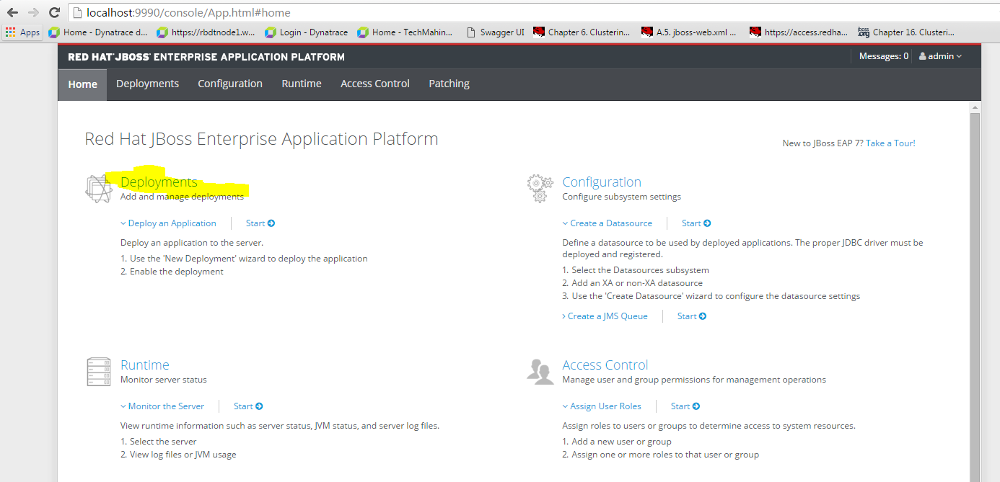 localhost:9990/console/App.html#home
Apps Home - Dynatrace d... https://rbdtnode1.w... Login - Dynatrace Home - TechMahin... Swagger UI Chapter 6. Clusterin... A.5. jboss-web.xml ... https://access.redha... Chapter 16. Clusteri...
RED HAT® JBOSS® ENTERPRISE APPLICATION PLATFORM Messages: 0 admin
Home Deployments Configuration Runtime Access Control Patching
Red Hat JBoss Enterprise Application Platform
New to JBoss EAP 7? Take a Tour!
Deployments
Add and manage deployments
Deploy an Application Start
Deploy an application to the server.
1. Use the 'New Deployment' wizard to deploy the application
2. Enable the deployment
Configuration
Configure subsystem settings
Create a Datasource Start
Define a datasource to be used by deployed applications. The proper JDBC driver must be
deployed and registered.
1. Select the Datasources subsystem
2. Add an XA or non-XA datasource
3. Use the 'Create Datasource' wizard to configure the datasource settings
Create a JMS Queue Start
Runtime
Monitor server status
Monitor the Server Start
View runtime information such as server status, JVM status, and server log files.
1. Select the server
2. View log files or JVM usage
Access Control
Manage user and group permissions for management operations
Assign User Roles Start
Assign roles to users or groups to determine access to system resources.
1. Add a new user or group
2. Assign one or more roles to that user or group